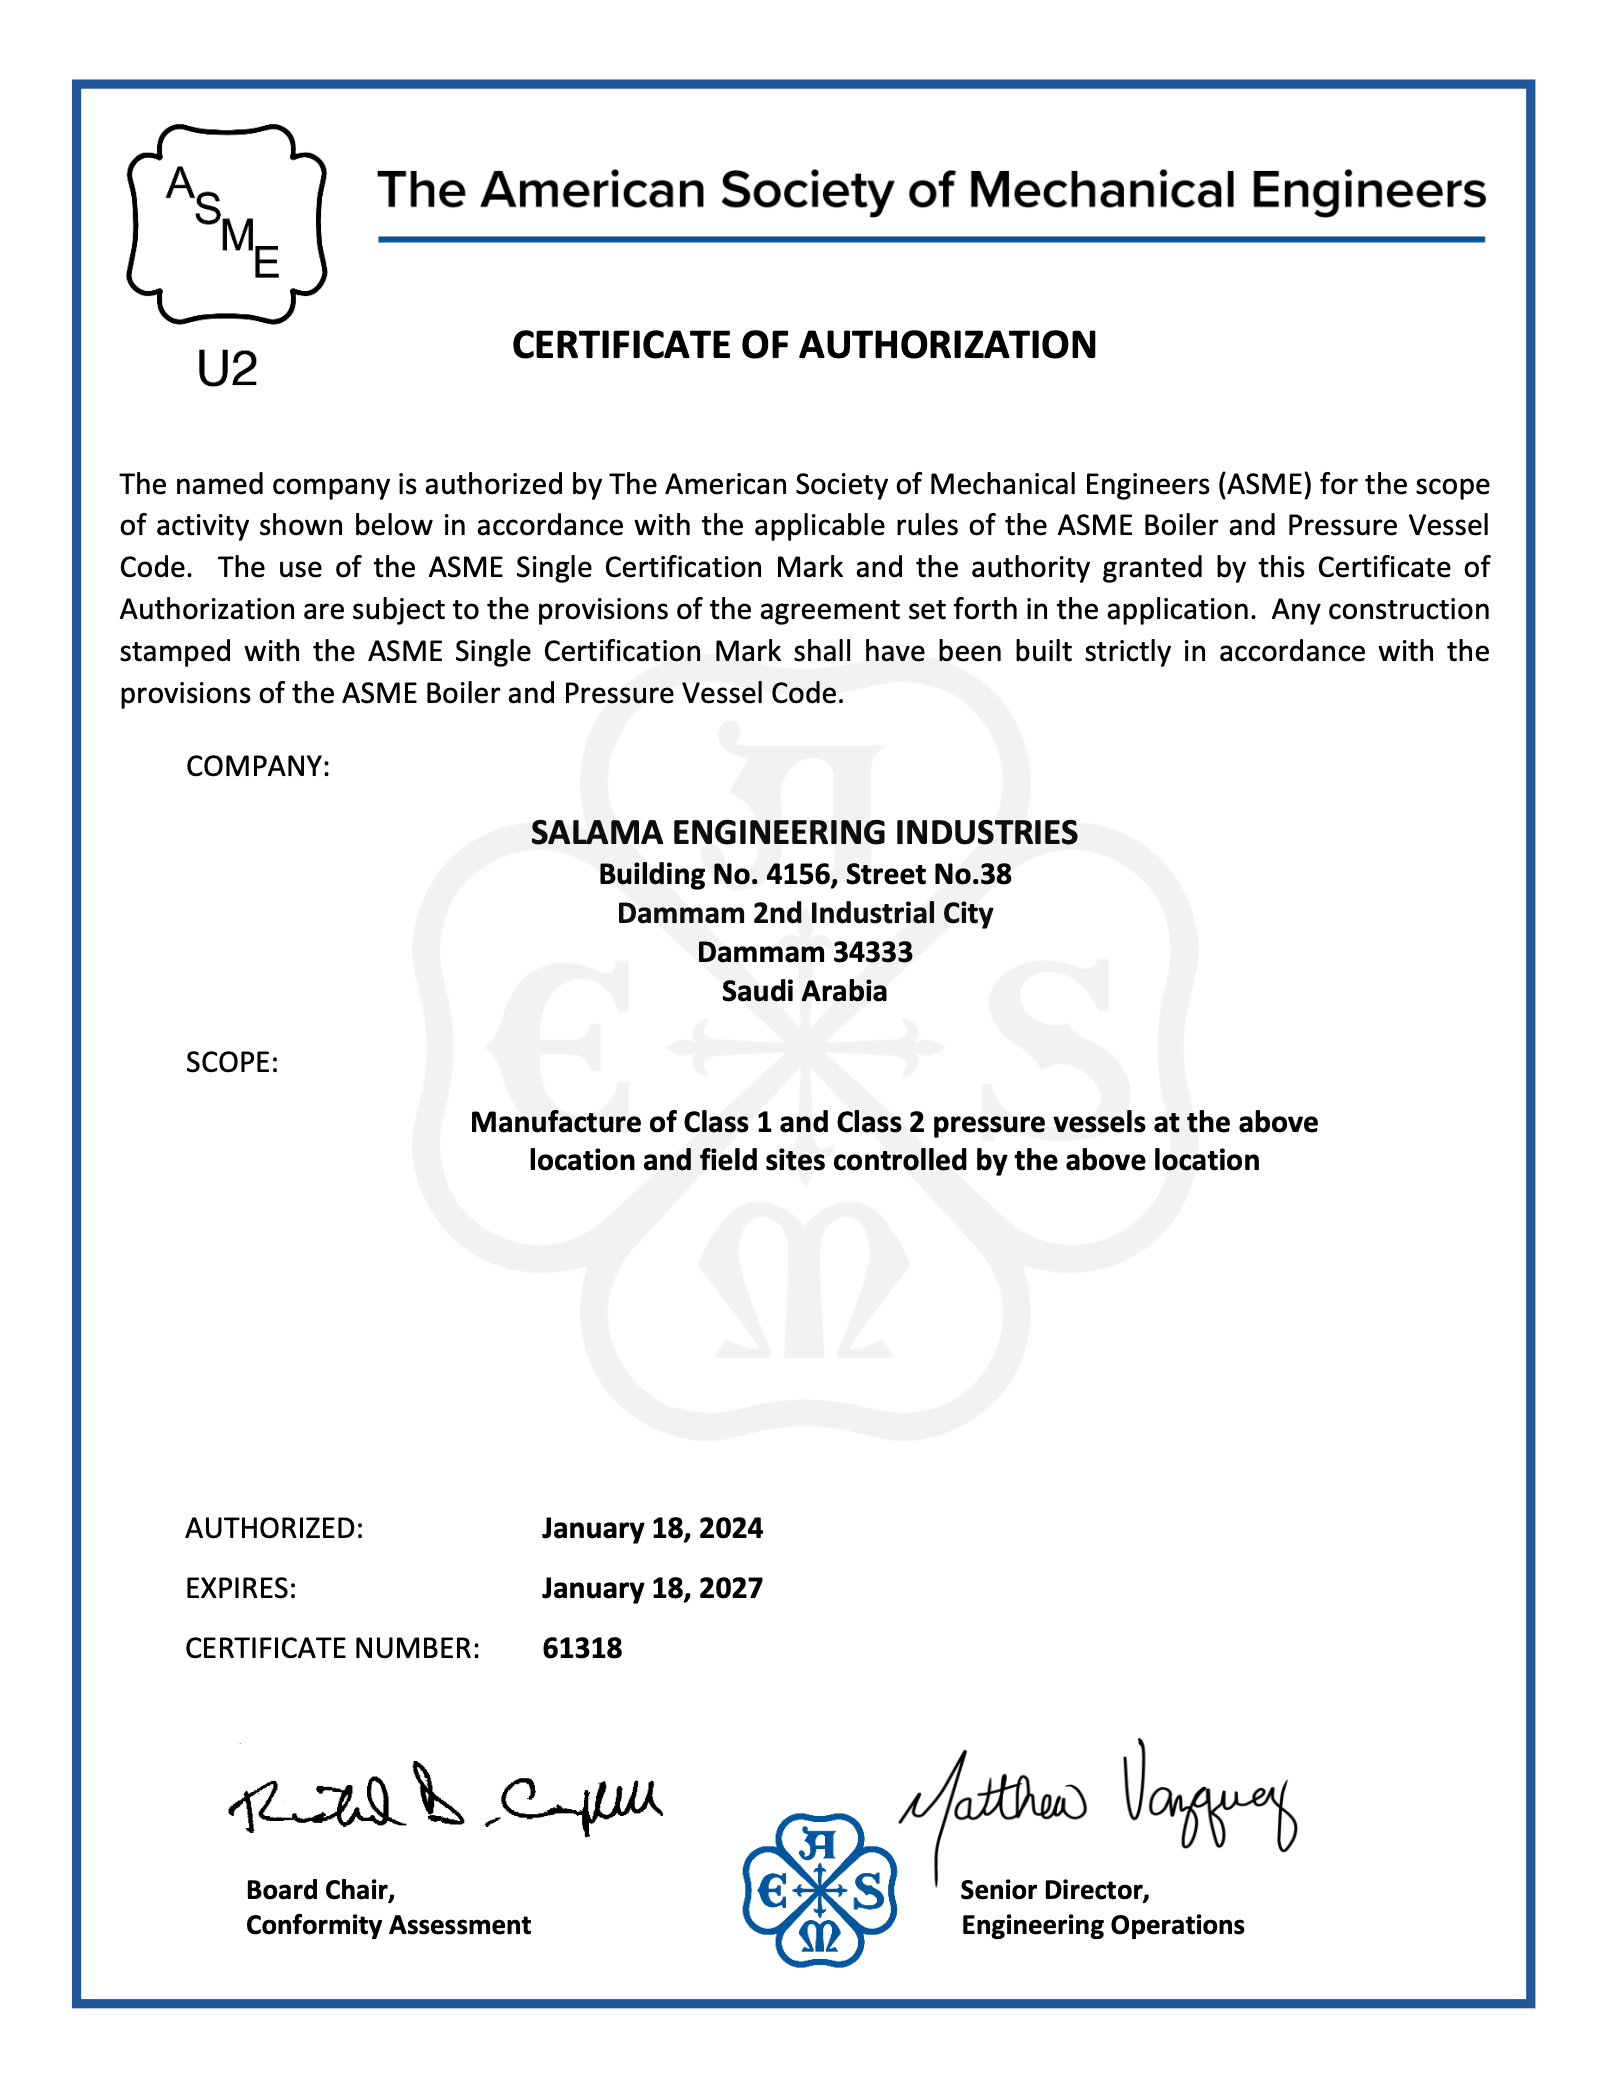 A
S
M
E
U2
The American Society of Mechanical Engineers
CERTIFICATE OF AUTHORIZATION
The named company is authorized by The American Society of Mechanical Engineers (ASME) for the scope
of activity shown below in accordance with the applicable rules of the ASME Boiler and Pressure Vessel
Code.  The use of the ASME Single Certification Mark and the authority granted by this Certificate of
Authorization are subject to the provisions of the agreement set forth in the application.  Any construction
stamped with the ASME Single Certification Mark shall have been built strictly in accordance with the
provisions of the ASME Boiler and Pressure Vessel Code.
COMPANY:
SALAMA ENGINEERING INDUSTRIES
Building No. 4156, Street No.38
Dammam 2nd Industrial City
Dammam 34333
Saudi Arabia
SCOPE:
Manufacture of Class 1 and Class 2 pressure vessels at the above
location and field sites controlled by the above location
AUTHORIZED: January 18, 2024
EXPIRES: January 18, 2027
CERTIFICATE NUMBER: 61318
Matthew Vazquez
Board Chair,
Conformity Assessment
A
E S
M
Senior Director,
Engineering Operations